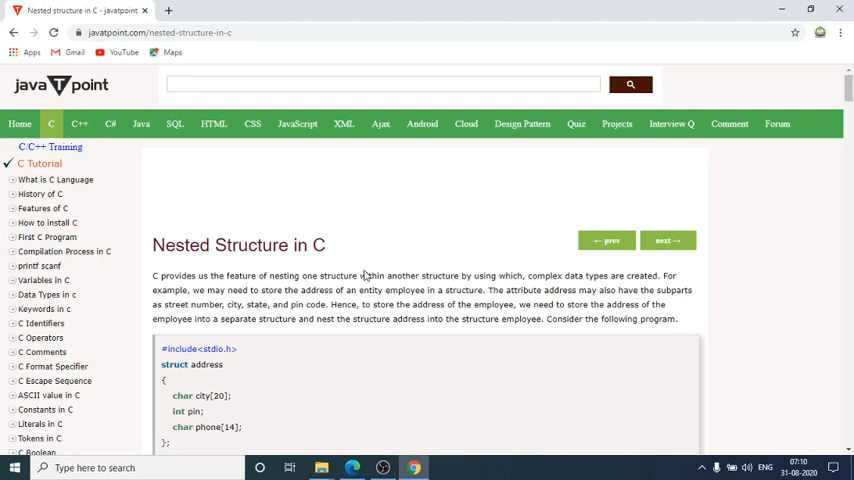 Nested structure in C - javatpoint
javatpoint.com/nested-structure-in-c
Apps Gmail YouTube Maps
java T point
Home C C++ C# Java SQL HTML CSS JavaScript XML Ajax Android Cloud Design Pattern Quiz Projects Interview Q Comment Forum
C/C++ Training
C Tutorial
What is C Language
History of C
Features of C
How to install C
First C Program
Compilation Process in C
printf scanf
Variables in C
Data Types in c
Keywords in c
C Identifiers
C Operators
C Comments
C Format Specifier
C Escape Sequence
ASCII value in C
Constants in C
Literals in C
Tokens in C
C Boolean
← prev next →
Nested Structure in C
C provides us the feature of nesting one structure within another structure by using which, complex data types are created. For
example, we may need to store the address of an entity employee in a structure. The attribute address may also have the subparts
as street number, city, state, and pin code. Hence, to store the address of the employee, we need to store the address of the
employee into a separate structure and nest the structure address into the structure employee. Consider the following program.
#include<stdio.h>
struct address
{
char city[20];
int pin;
char phone[14];
};
Type here to search
ENG
07:10
31-08-2020